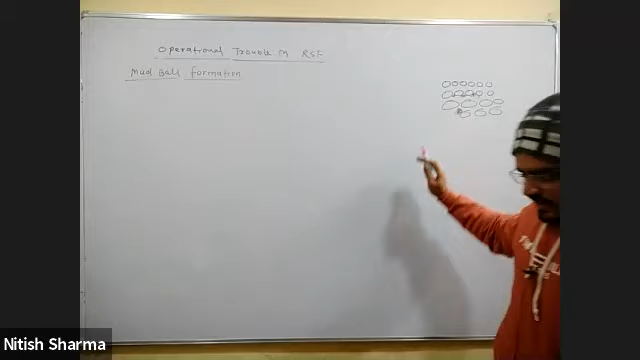 Operational Trouble in RSF
Mud Ball formation
Nitish Sharma